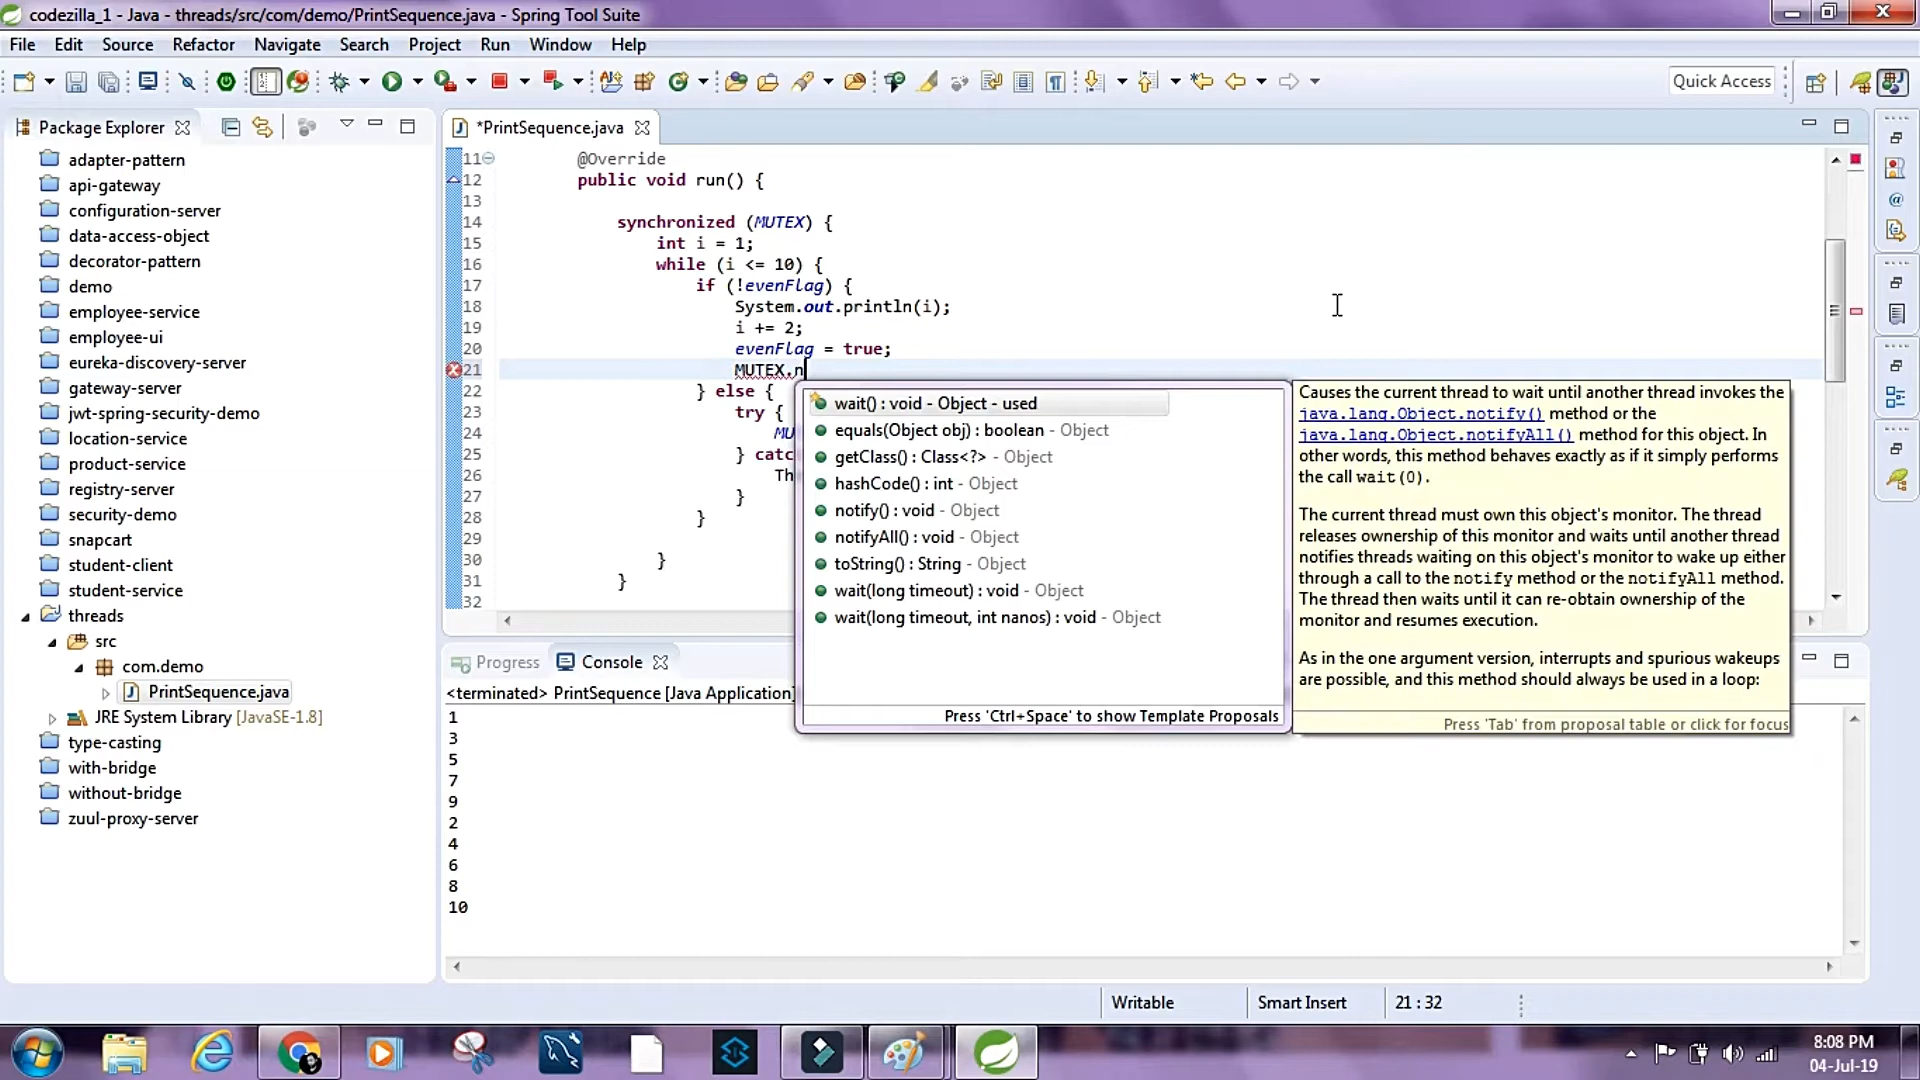 codezilla_1 - Java - threads/src/com/demo/PrintSequence.java - Spring Tool Suite
File Edit Source Refactor Navigate Search Project Run Window Help
Quick Access
Package Explorer
adapter-pattern
api-gateway
configuration-server
data-access-object
decorator-pattern
demo
employee-service
employee-ui
eureka-discovery-server
gateway-server
jwt-spring-security-demo
location-service
product-service
registry-server
security-demo
snapcart
student-client
student-service
threads
src
com.demo
PrintSequence.java
JRE System Library [JavaSE-1.8]
type-casting
with-bridge
without-bridge
zuul-proxy-server
*PrintSequence.java
11 @Override
12 public void run() {
13
14 synchronized (MUTEX) {
15 int i = 1;
16 while (i <= 10) {
17 if (!evenFlag) {
18 System.out.println(i);
19 i += 2;
20 evenFlag = true;
21 MUTEX.n
22 } else {
23 try {
24 MU
25 } catc
26 Th
27 }
28 }
29
30 }
31 }
32
wait() : void - Object - used
equals(Object obj) : boolean - Object
getClass() : Class<?> - Object
hashCode() : int - Object
notify() : void - Object
notifyAll() : void - Object
toString() : String - Object
wait(long timeout) : void - Object
wait(long timeout, int nanos) : void - Object
Press 'Ctrl+Space' to show Template Proposals
Causes the current thread to wait until another thread invokes the
java.lang.Object.notify() method or the
java.lang.Object.notifyAll() method for this object. In
other words, this method behaves exactly as if it simply performs
the call wait(0).
The current thread must own this object's monitor. The thread
releases ownership of this monitor and waits until another thread
notifies threads waiting on this object's monitor to wake up either
through a call to the notify method or the notifyAll method.
The thread then waits until it can re-obtain ownership of the
monitor and resumes execution.
As in the one argument version, interrupts and spurious wakeups
are possible, and this method should always be used in a loop:
Press 'Tab' from proposal table or click for focus
Progress Console
<terminated> PrintSequence [Java Application]
1
3
5
7
9
2
4
6
8
10
Writable Smart Insert 21 : 32
8:08 PM
04-Jul-19